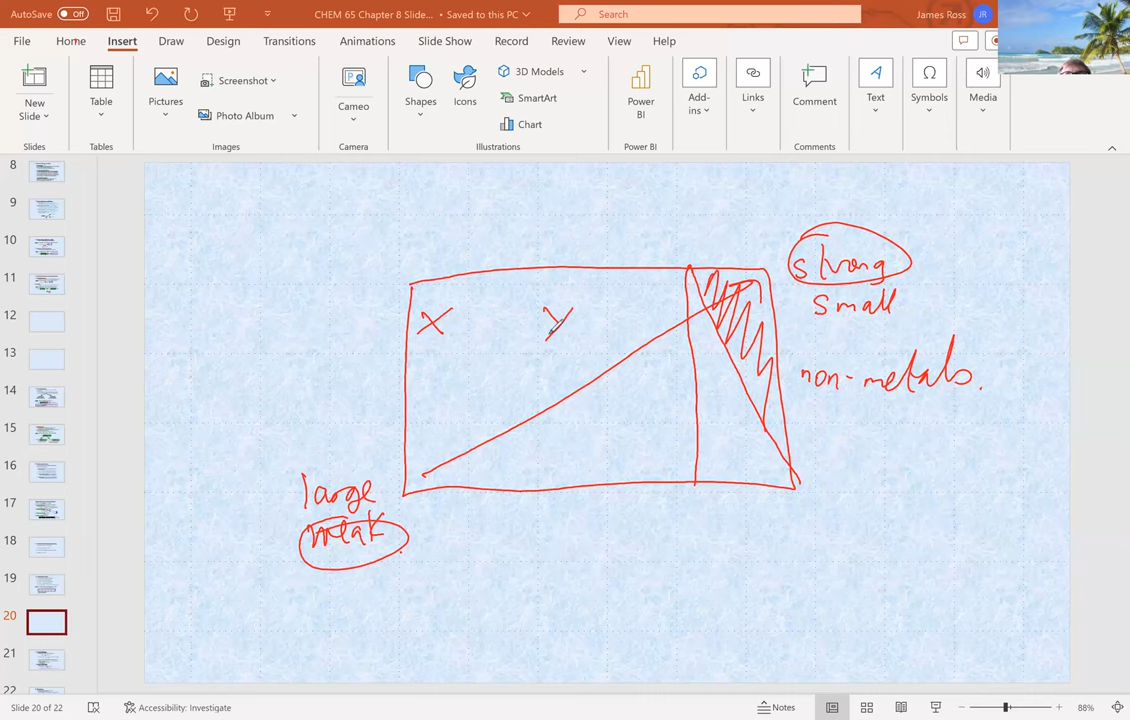 AutoSave Off CHEM 65 Chapter 8 Slide... • Saved to this PC Search James Ross JR
File Home Insert Draw Design Transitions Animations Slide Show Record Review View Help
New Slide Table Pictures Screenshot Photo Album Cameo Shapes Icons 3D Models SmartArt Chart Power BI Add-ins Links Comment Text Symbols Media
Slides Tables Images Camera Illustrations Power BI Comments
8
9
10
11
12
13
14
15
16
17
18
19
20
21
22
strong
small
X Y
non-metals.
large
weak
Slide 20 of 22 Accessibility: Investigate Notes 88%